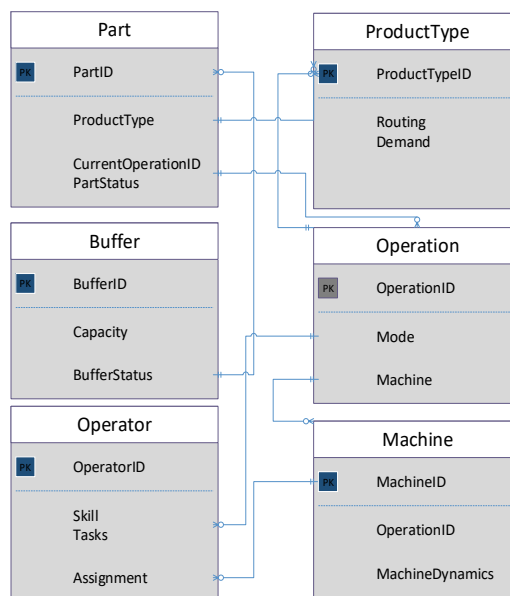 Part
PK PartID
ProductType
CurrentOperationID
PartStatus
ProductType
PK ProductTypeID
Routing
Demand
Buffer
PK BufferID
Capacity
BufferStatus
Operation
PK OperationID
Mode
Machine
Operator
PK OperatorID
Skill
Tasks
Assignment
Machine
PK MachineID
OperationID
MachineDynamics